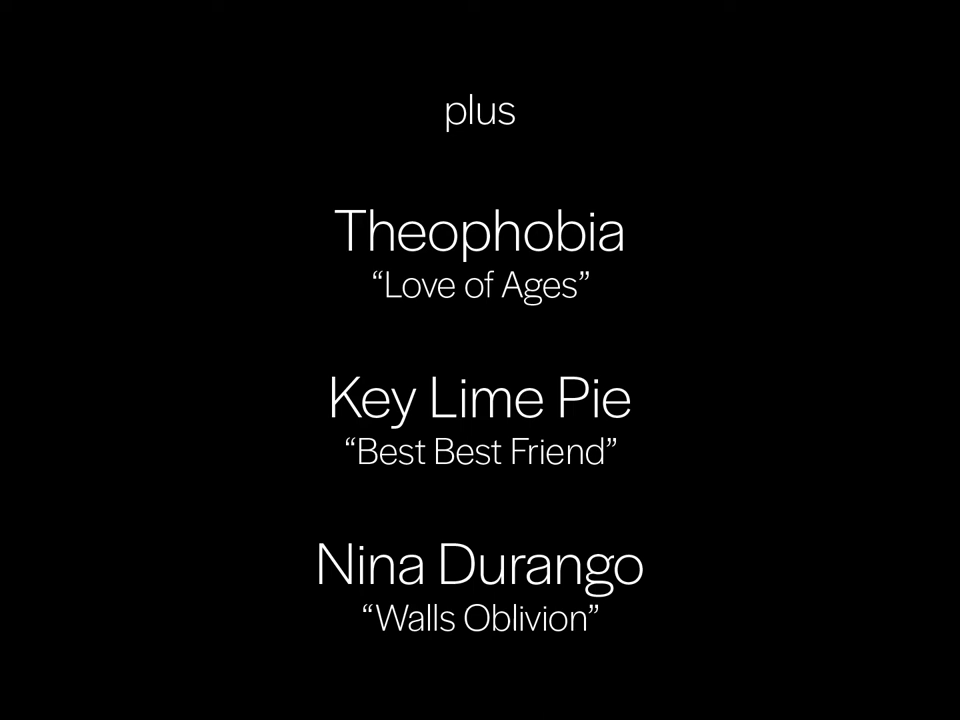 plus
Theophobia
“Love of Ages”
Key Lime Pie
“Best Best Friend”
Nina Durango
“Walls Oblivion”